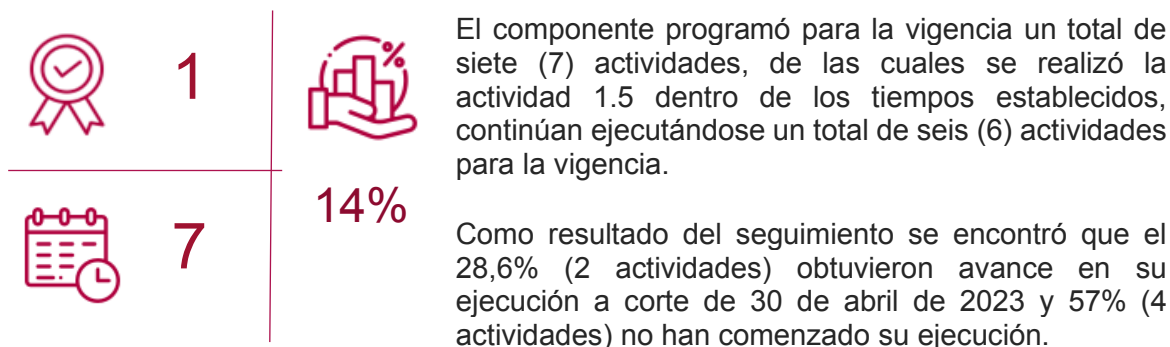 1
7
14%
El componente programó para la vigencia un total de
siete (7) actividades, de las cuales se realizó la
actividad 1.5 dentro de los tiempos establecidos,
continúan ejecutándose un total de seis (6) actividades
para la vigencia.
Como resultado del seguimiento se encontró que el
28,6% (2 actividades) obtuvieron avance en su
ejecución a corte de 30 de abril de 2023 y 57% (4
actividades) no han comenzado su ejecución.